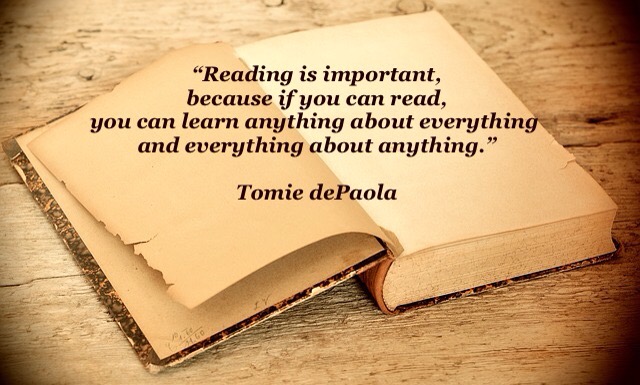 “Reading is important,
because if you can read,
you can learn anything about everything
and everything about anything.”
Tomie dePaola